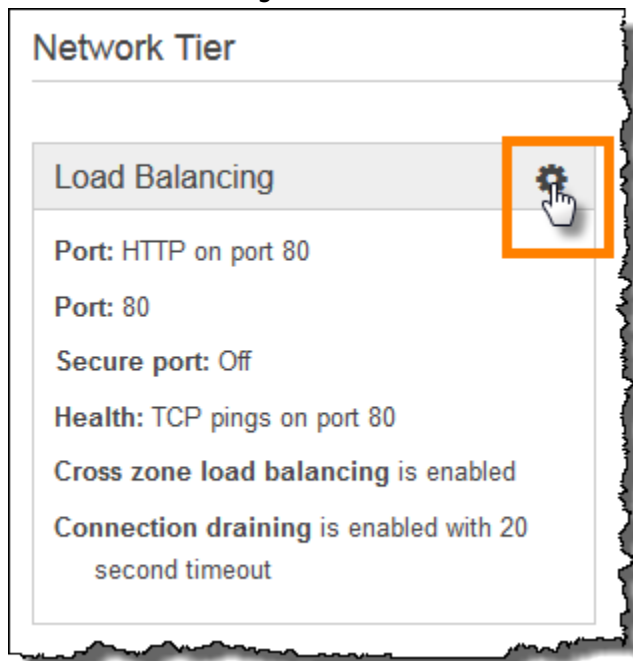 Network Tier
Load Balancing
Port: HTTP on port 80
Port: 80
Secure port: Off
Health: TCP pings on port 80
Cross zone load balancing is enabled
Connection draining is enabled with 20
second timeout